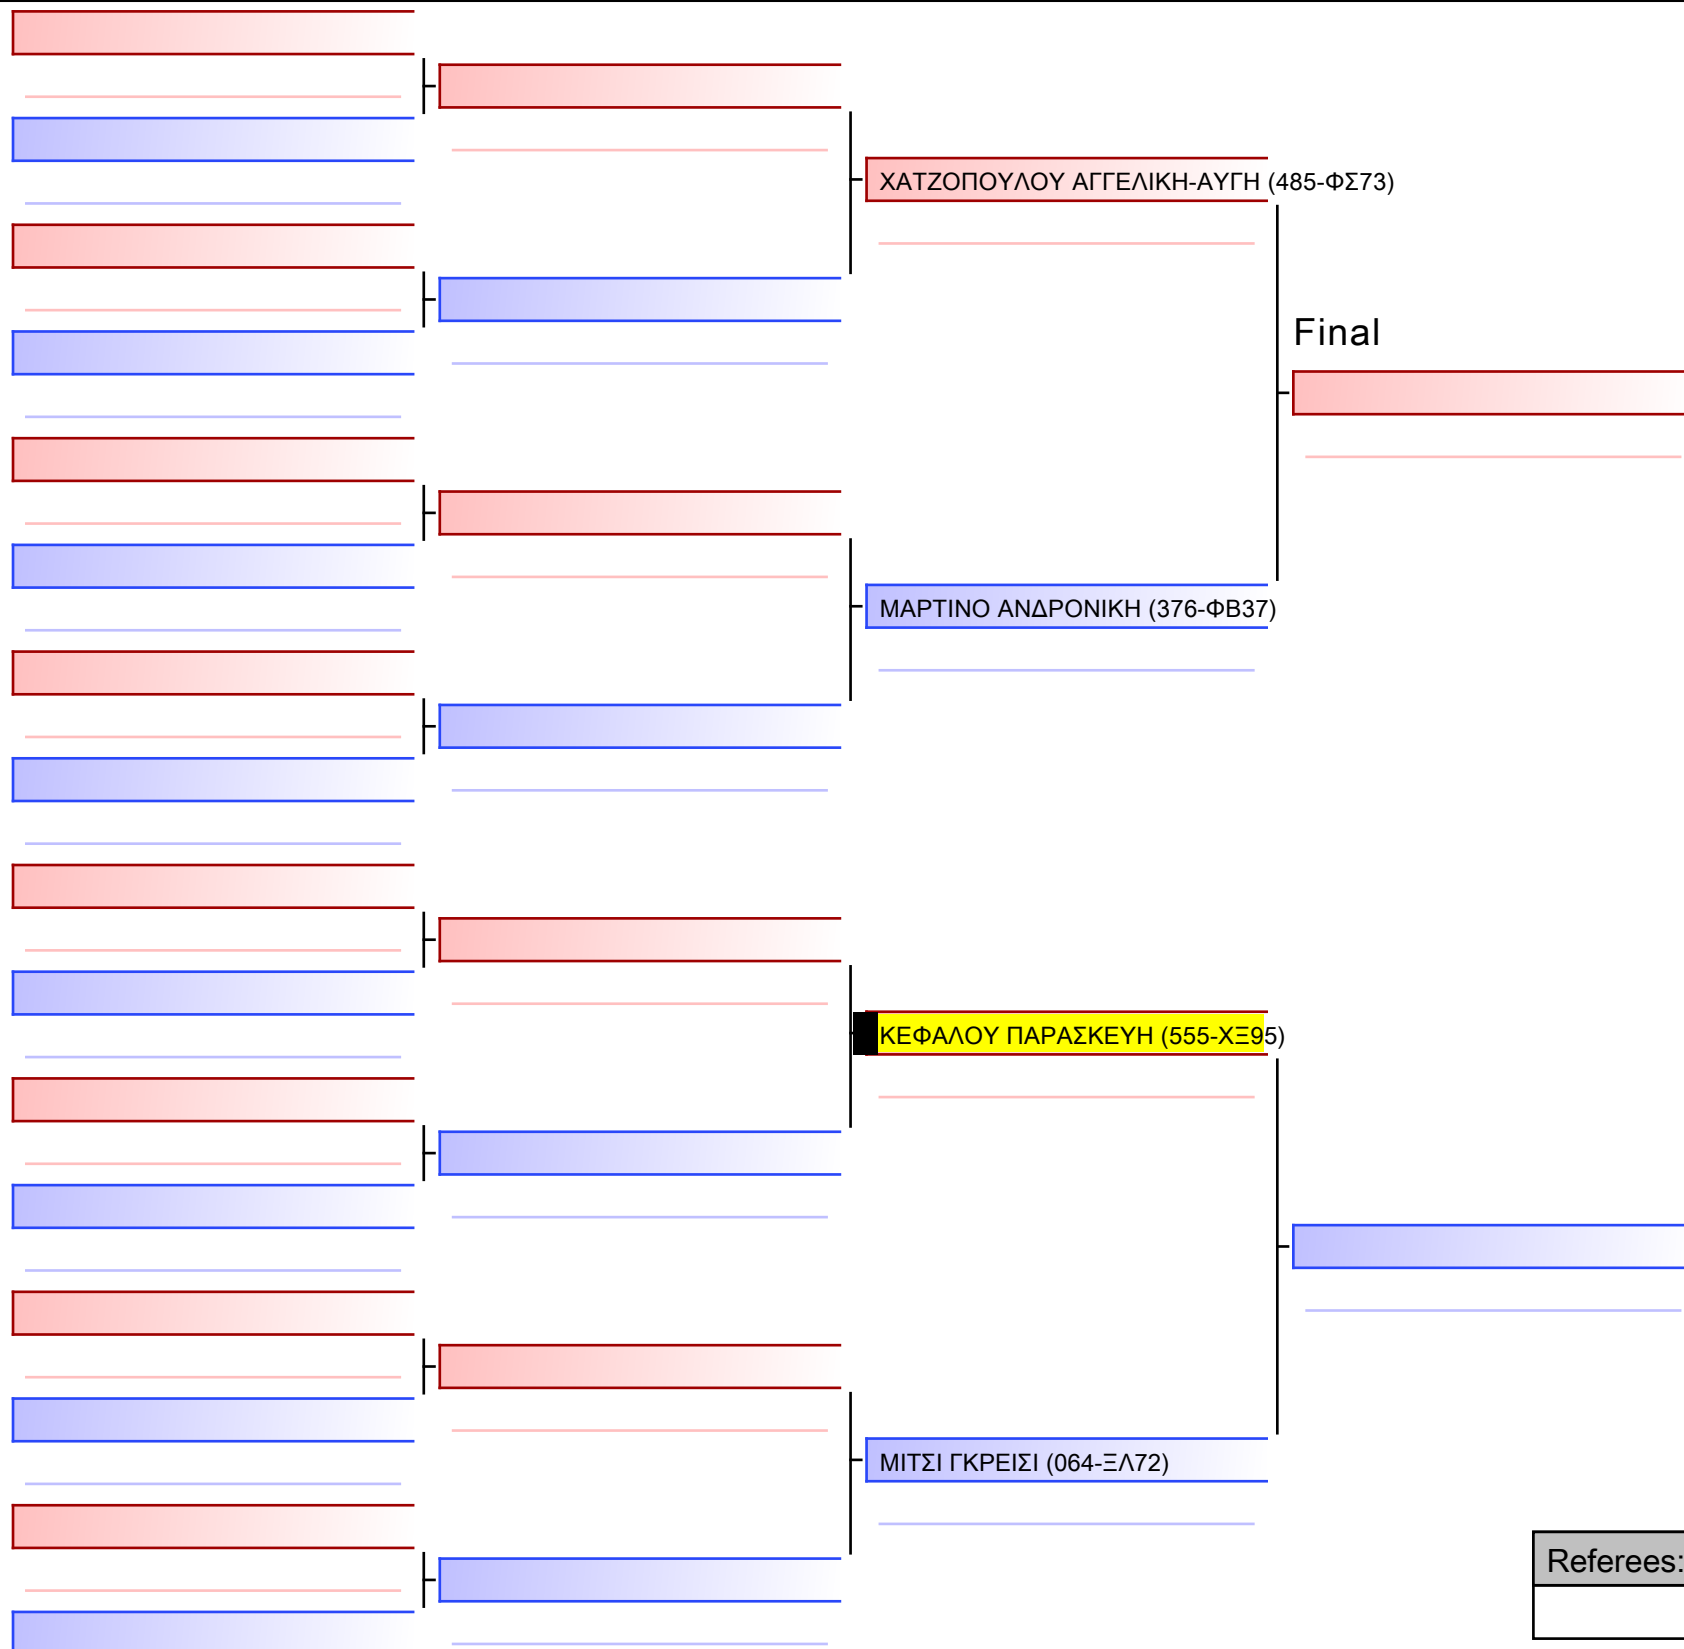 ΧΑΤΖΟΠΟΥΛΟΥ ΑΓΓΕΛΙΚΗ-ΑΥΓΗ (485-ΦΣ73)
Final
ΜΑΡΤΙΝΟ ΑΝΔΡΟΝΙΚΗ (376-ΦΒ37)
ΚΕΦΑΛΟΥ ΠΑΡΑΣΚΕΥΗ (555-ΧΞ95)
ΜΙΤΣΙ ΓΚΡΕΙΣΙ (064-ΞΛ72)
Referees: